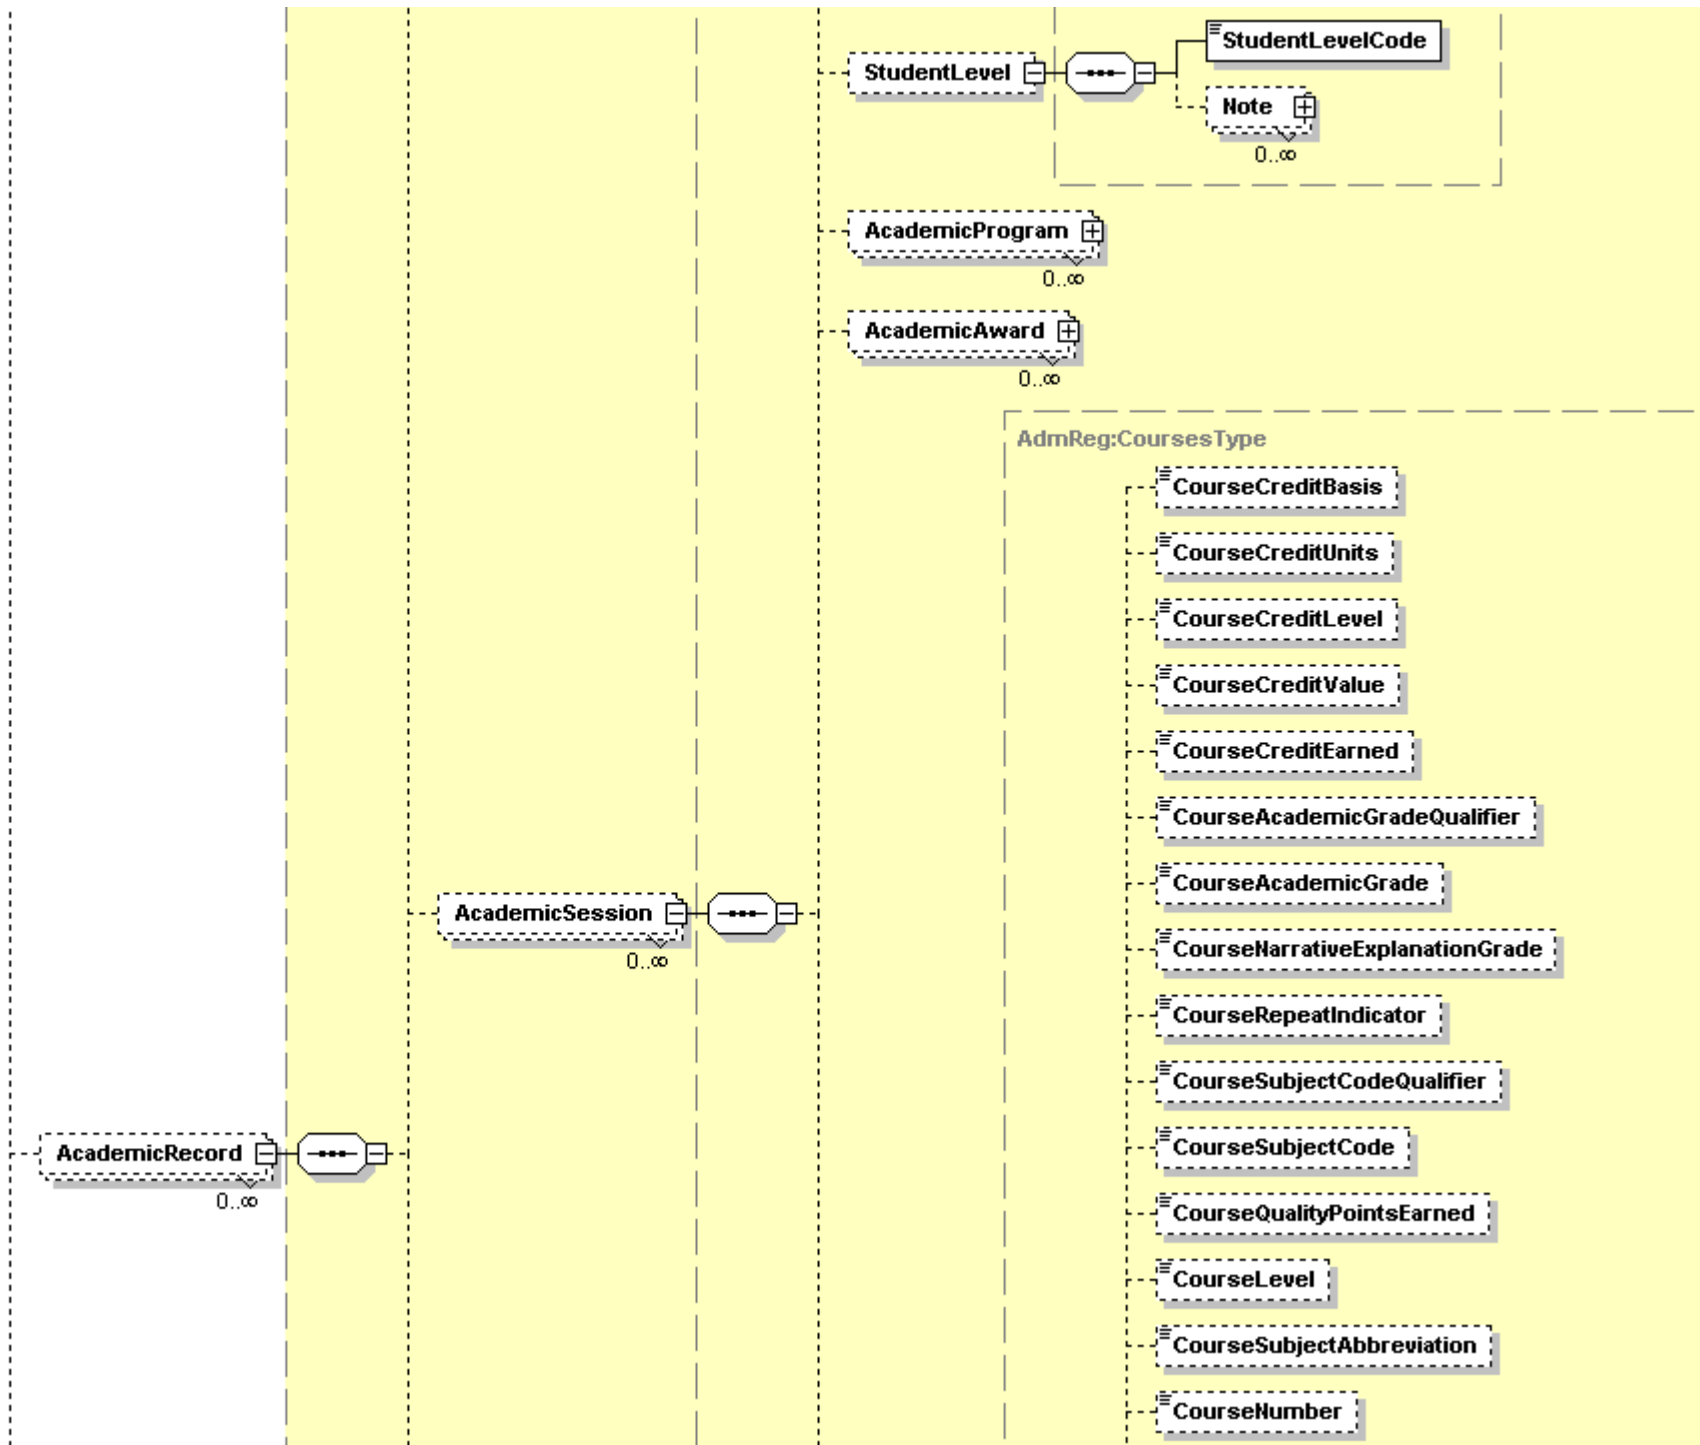 StudentLevelCode
StudentLevel
Note
0..∞
AcademicProgram
0..∞
AcademicAward
0..∞
AdmReg:CoursesType
CourseCreditBasis
CourseCreditUnits
CourseCreditLevel
CourseCreditValue
CourseCreditEarned
CourseAcademicGradeQualifier
CourseAcademicGrade
AcademicSession
0..∞
CourseNarrativeExplanationGrade
CourseRepeatIndicator
CourseSubjectCodeQualifier
CourseSubjectCode
AcademicRecord
0..∞
CourseQualityPointsEarned
CourseLevel
CourseSubjectAbbreviation
CourseNumber